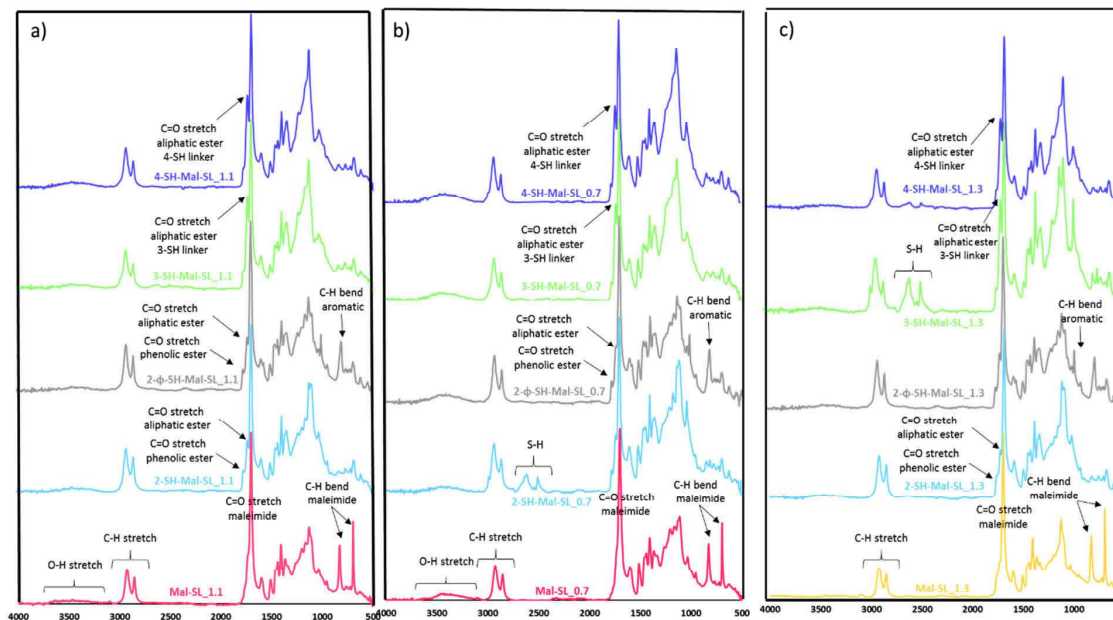 a)
C=O stretch
aliphatic ester
4-SH linker
4-SH-Mal-SL_1.1
C=O stretch
aliphatic ester
3-SH linker
3-SH-Mal-SL_1.1
C=O stretch
aliphatic ester
C=O stretch
phenolic ester
C-H bend
aromatic
2-ϕ-SH-Mal-SL_1.1
C=O stretch
aliphatic ester
C=O stretch
phenolic ester
2-SH-Mal-SL_1.1
C=O stretch
maleimide
C-H bend
maleimide
C-H stretch
O-H stretch
Mal-SL_1.1
4000 3500 3000 2500 2000 1500 1000 500
b)
C=O stretch
aliphatic ester
4-SH linker
4-SH-Mal-SL_0.7
C=O stretch
aliphatic ester
3-SH linker
3-SH-Mal-SL_0.7
C=O stretch
aliphatic ester
C=O stretch
phenolic ester
C-H bend
aromatic
2-ϕ-SH-Mal-SL_0.7
S-H
2-SH-Mal-SL_0.7
C=O stretch
maleimide
C-H bend
maleimide
C-H stretch
O-H stretch
Mal-SL_0.7
4000 3500 3000 2500 2000 1500 1000 500
c)
C=O stretch
aliphatic ester
4-SH linker
4-SH-Mal-SL_1.3
C=O stretch
aliphatic ester
3-SH linker
S-H
3-SH-Mal-SL_1.3
C-H bend
aromatic
2-ϕ-SH-Mal-SL_1.3
C=O stretch
aliphatic ester
C=O stretch
phenolic ester
2-SH-Mal-SL_1.3
C=O stretch
maleimide
C-H bend
maleimide
C-H stretch
Mal-SL_1.3
4000 3500 3000 2500 2000 1500 1000